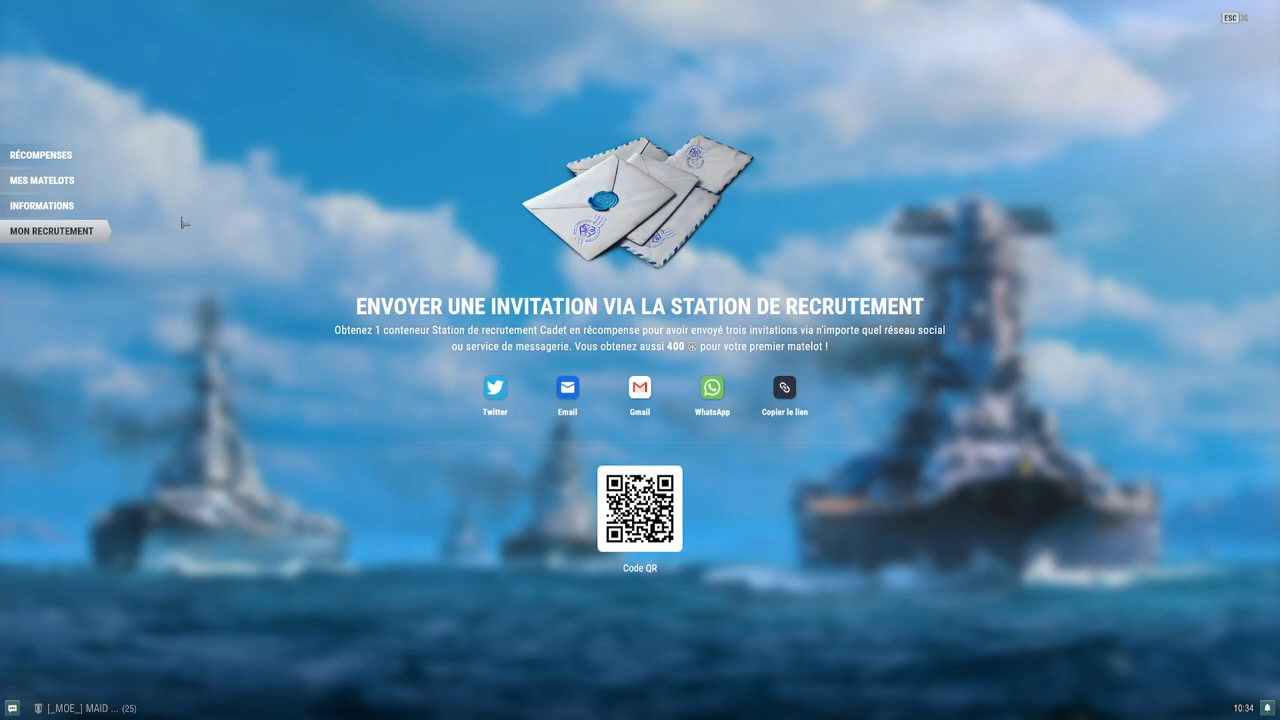 ESC
RÉCOMPENSES
MES MATELOTS
INFORMATIONS
MON RECRUTEMENT
ENVOYER UNE INVITATION VIA LA STATION DE RECRUTEMENT
Obtenez 1 conteneur Station de recrutement Cadet en récompense pour avoir envoyé trois invitations via n'importe quel réseau social
ou service de messagerie. Vous obtenez aussi 400 pour votre premier matelot !
Twitter
Email
Gmail
WhatsApp
Copier le lien
Code QR
[_MOE_] MAID ... (25)
10:34